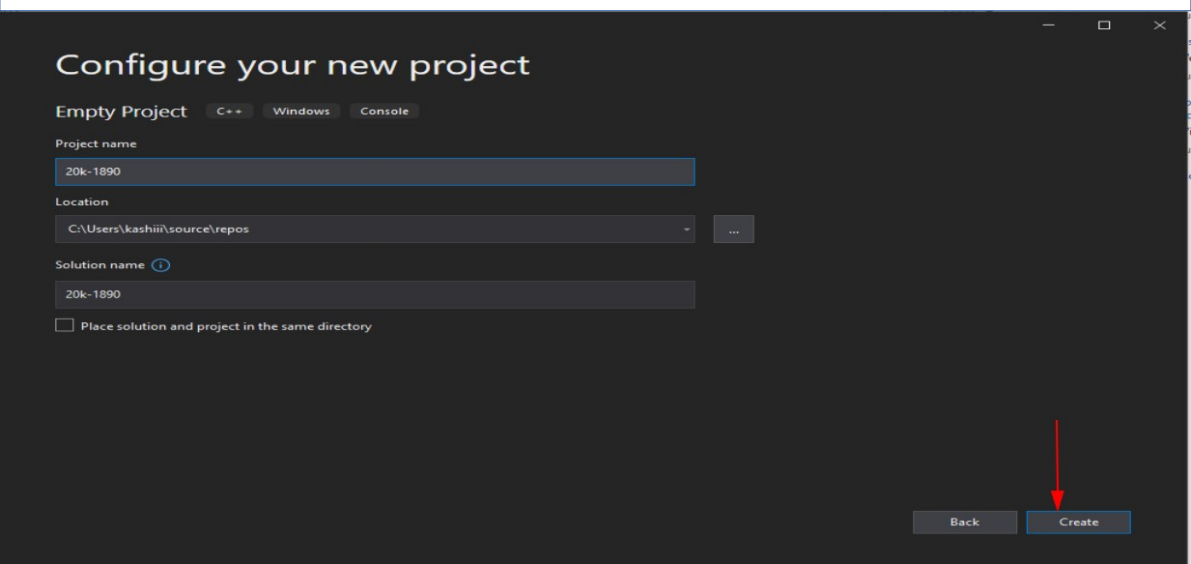 Configure your new project
Empty Project C++ Windows Console
Project name
20k-1890
Location
C:\Users\kashiii\source\repos
...
Solution name
20k-1890
Place solution and project in the same directory
Back Create